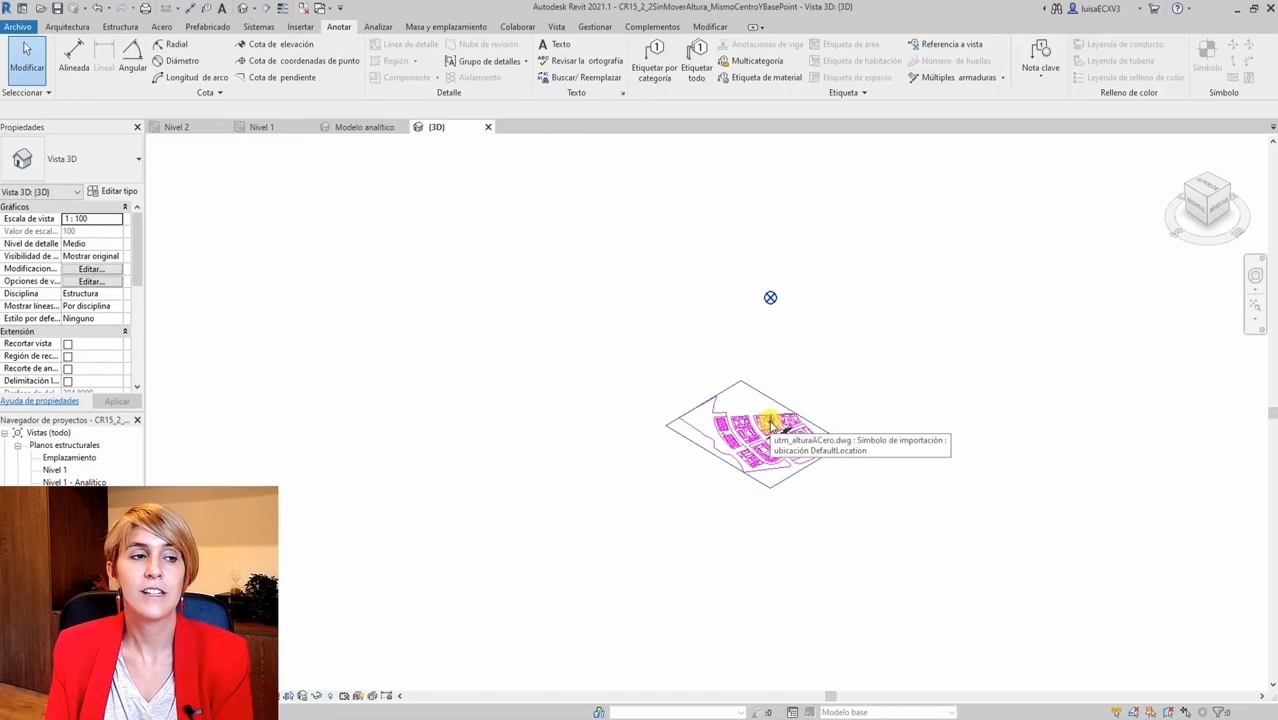 Autodesk Revit 2021.1 - CR15_2_2SinMoverAltura_MismoCentroYBasePoint - Vista 3D: {3D}
luisaECXV3
Archivo
Arquitectura
Estructura
Acero
Prefabricado
Sistemas
Insertar
Anotar
Analizar
Masa y emplazamiento
Colaborar
Vista
Gestionar
Complementos
Modificar
Modificar
Seleccionar
Alineada
Lineal
Angular
Radial
Diámetro
Longitud de arco
Cota de elevación
Cota de coordenadas de punto
Cota de pendiente
Cota
Línea de detalle
Región
Componente
Nube de revisión
Grupo de detalles
Aislamiento
Detalle
Texto
Revisar la ortografía
Buscar/ Reemplazar
Texto
Etiquetar por
categoría
Etiquetar
todo
Anotaciones de viga
Multicategoría
Etiqueta de material
Etiqueta de área
Etiqueta de habitación
Etiqueta de espacio
Etiqueta
Referencia a vista
Número de huellas
Múltiples armaduras
Nota clave
Leyenda de conducto
Leyenda de tubería
Leyenda de relleno de color
Relleno de color
Símbolo
Símbolo
Propiedades
Nivel 2
Nivel 1
Modelo analítico
{3D}
Vista 3D
Vista 3D: {3D}
Editar tipo
Gráficos
Escala de vista 1 : 100
Valor de escal... 100
Nivel de detalle Medio
Visibilidad de ... Mostrar original
Modificacion... Editar...
Opciones de v... Editar...
Disciplina Estructura
Mostrar líneas... Por disciplina
Estilo por defe... Ninguno
Extensión
Recortar vista
Región de rec...
Recorte de an...
Delimitación l...
Ayuda de propiedades
Aplicar
Navegador de proyectos - CR15_2_...
Vistas (todo)
Planos estructurales
Emplazamiento
Nivel 1
Nivel 1 - Analítico
utm_alturaACero.dwg : Símbolo de importación :
ubicación DefaultLocation
:0
Modelo base
:0